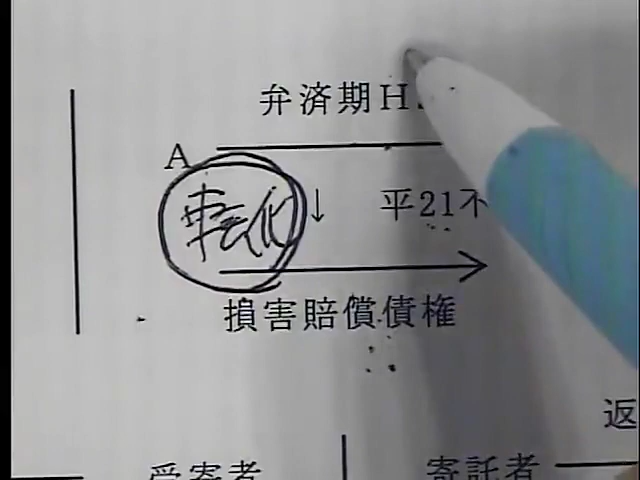 弁済期H
A
転化 ↓ 平21不
損害賠償債権
返
受寄者 寄託者